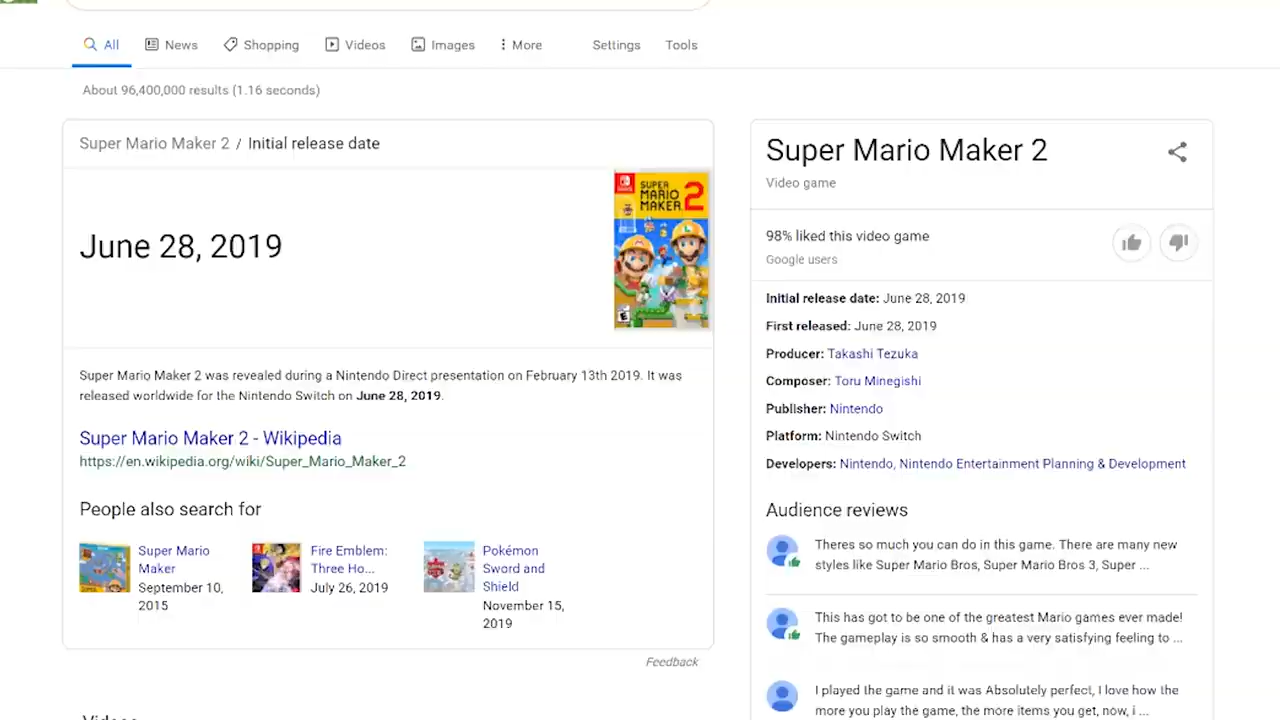 All
News
Shopping
Videos
Images
More
Settings
Tools
About 96,400,000 results (1.16 seconds)
Super Mario Maker 2 / Initial release date
June 28, 2019
SUPER
MARIO
MAKER 2
Super Mario Maker 2 was revealed during a Nintendo Direct presentation on February 13th 2019. It was
released worldwide for the Nintendo Switch on June 28, 2019.
Super Mario Maker 2 - Wikipedia
https://en.wikipedia.org/wiki/Super_Mario_Maker_2
People also search for
Super Mario
Maker
September 10,
2015
Fire Emblem:
Three Ho...
July 26, 2019
Pokémon
Sword and
Shield
November 15,
2019
Feedback
Super Mario Maker 2
Video game
98% liked this video game
Google users
Initial release date: June 28, 2019
First released: June 28, 2019
Producer: Takashi Tezuka
Composer: Toru Minegishi
Publisher: Nintendo
Platform: Nintendo Switch
Developers: Nintendo, Nintendo Entertainment Planning & Development
Audience reviews
Theres so much you can do in this game. There are many new
styles like Super Mario Bros, Super Mario Bros 3, Super ...
This has got to be one of the greatest Mario games ever made!
The gameplay is so smooth & has a very satisfying feeling to ...
I played the game and it was Absolutely perfect, I love how the
more you play the game, the more items you get, now, i ...